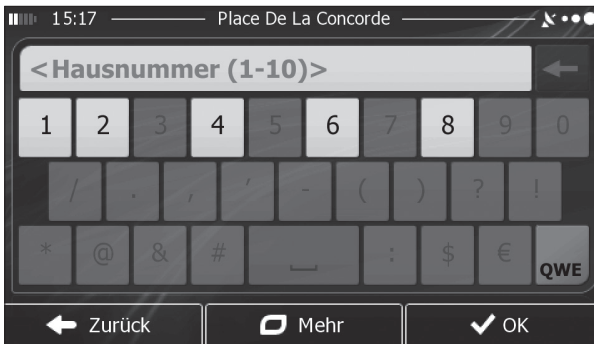 15:17 Place De La Concorde
<Hausnummer (1-10)>
1 2 3 4 5 6 7 8 9 0
/ . , ' - ( ) ? !
* @ & # : $ € QWE
Zurück Mehr OK